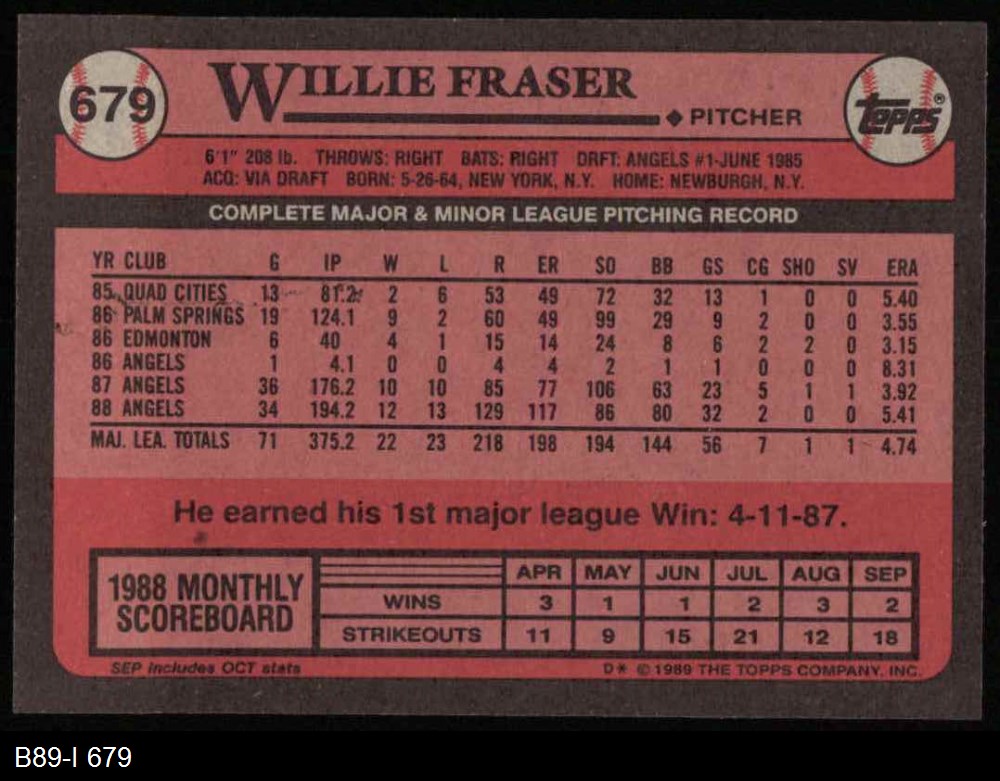 679
WILLIE FRASER
PITCHER
Topps®
6'1" 208 lb. THROWS: RIGHT BATS: RIGHT DRFT: ANGELS #1-JUNE 1985
ACQ: VIA DRAFT BORN: 5-26-64, NEW YORK, N.Y. HOME: NEWBURGH, N.Y.
COMPLETE MAJOR & MINOR LEAGUE PITCHING RECORD
YR CLUB G IP W L R ER SO BB GS CG SHO SV ERA
85 QUAD CITIES 13 81.2 2 6 53 49 72 32 13 1 0 0 5.40
86 PALM SPRINGS 19 124.1 9 2 60 49 99 29 9 2 0 0 3.55
86 EDMONTON 6 40 4 1 15 14 24 8 6 2 2 0 3.15
86 ANGELS 1 4.1 0 0 4 4 2 1 1 0 0 0 8.31
87 ANGELS 36 176.2 10 10 85 77 106 63 23 5 1 1 3.92
88 ANGELS 34 194.2 12 13 129 117 86 80 32 2 0 0 5.41
MAJ. LEA. TOTALS 71 375.2 22 23 218 198 194 144 56 7 1 1 4.74
He earned his 1st major league Win: 4-11-87.
1988 MONTHLY
SCOREBOARD
APR MAY JUN JUL AUG SEP
WINS 3 1 1 2 3 2
STRIKEOUTS 11 9 15 21 12 18
SEP includes OCT stats
D* © 1989 THE TOPPS COMPANY, INC.
B89-I 679